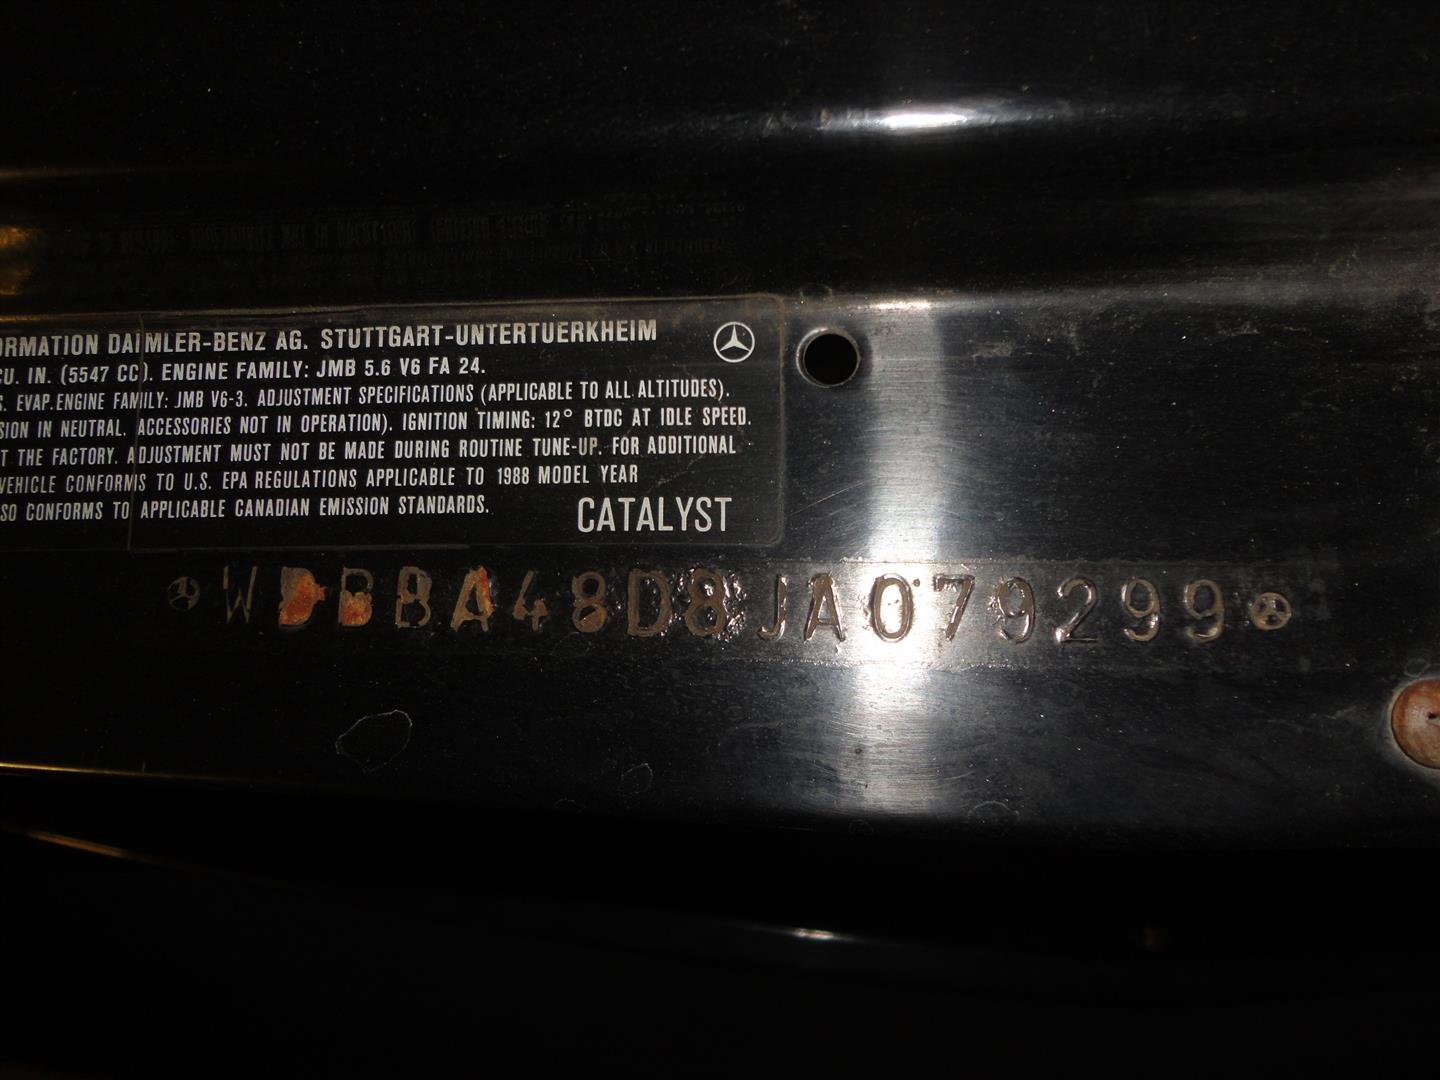 ORMATION DAIMLER-BENZ AG. STUTTGART-UNTERTUERKHEIM
CU. IN. (5547 CC). ENGINE FAMILY: JMB 5.6 V6 FA 24.
S. EVAP.ENGINE FAMILY: JMB V6-3. ADJUSTMENT SPECIFICATIONS (APPLICABLE TO ALL ALTITUDES).
SION IN NEUTRAL. ACCESSORIES NOT IN OPERATION). IGNITION TIMING: 12° BTDC AT IDLE SPEED.
T THE FACTORY. ADJUSTMENT MUST NOT BE MADE DURING ROUTINE TUNE-UP. FOR ADDITIONAL
VEHICLE CONFORMS TO U.S. EPA REGULATIONS APPLICABLE TO 1988 MODEL YEAR
SO CONFORMS TO APPLICABLE CANADIAN EMISSION STANDARDS.
CATALYST
WDBBA48D8JA079299